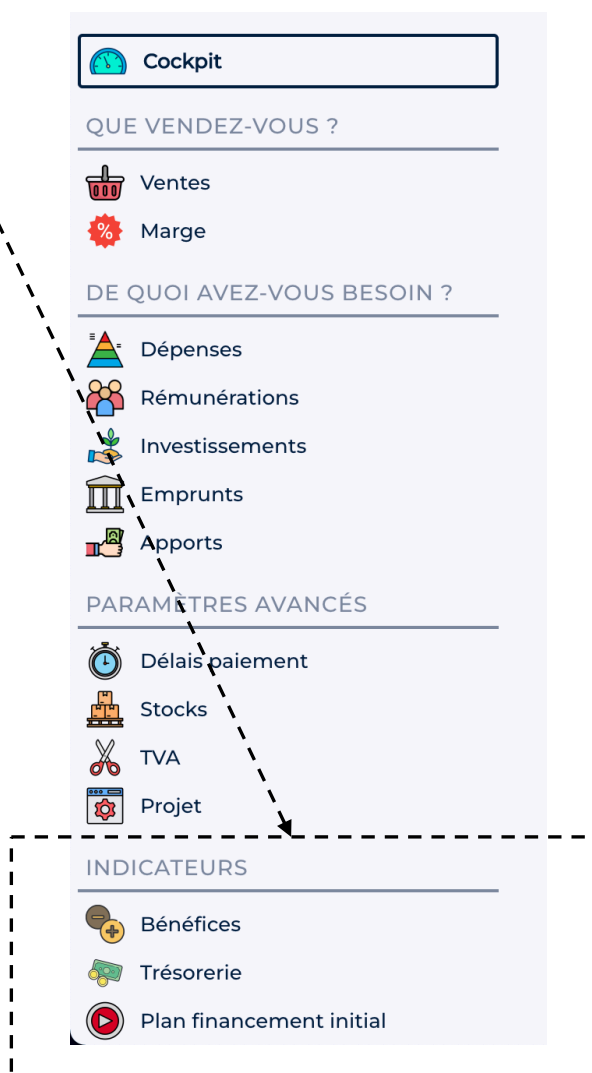 Cockpit
QUE VENDEZ-VOUS ?
Ventes
%
Marge
DE QUOI AVEZ-VOUS BESOIN ?
Dépenses
Rémunérations
Investissements
Emprunts
Apports
PARAMÈTRES AVANCÉS
Délais paiement
Stocks
TVA
Projet
INDICATEURS
Bénéfices
Trésorerie
Plan financement initial